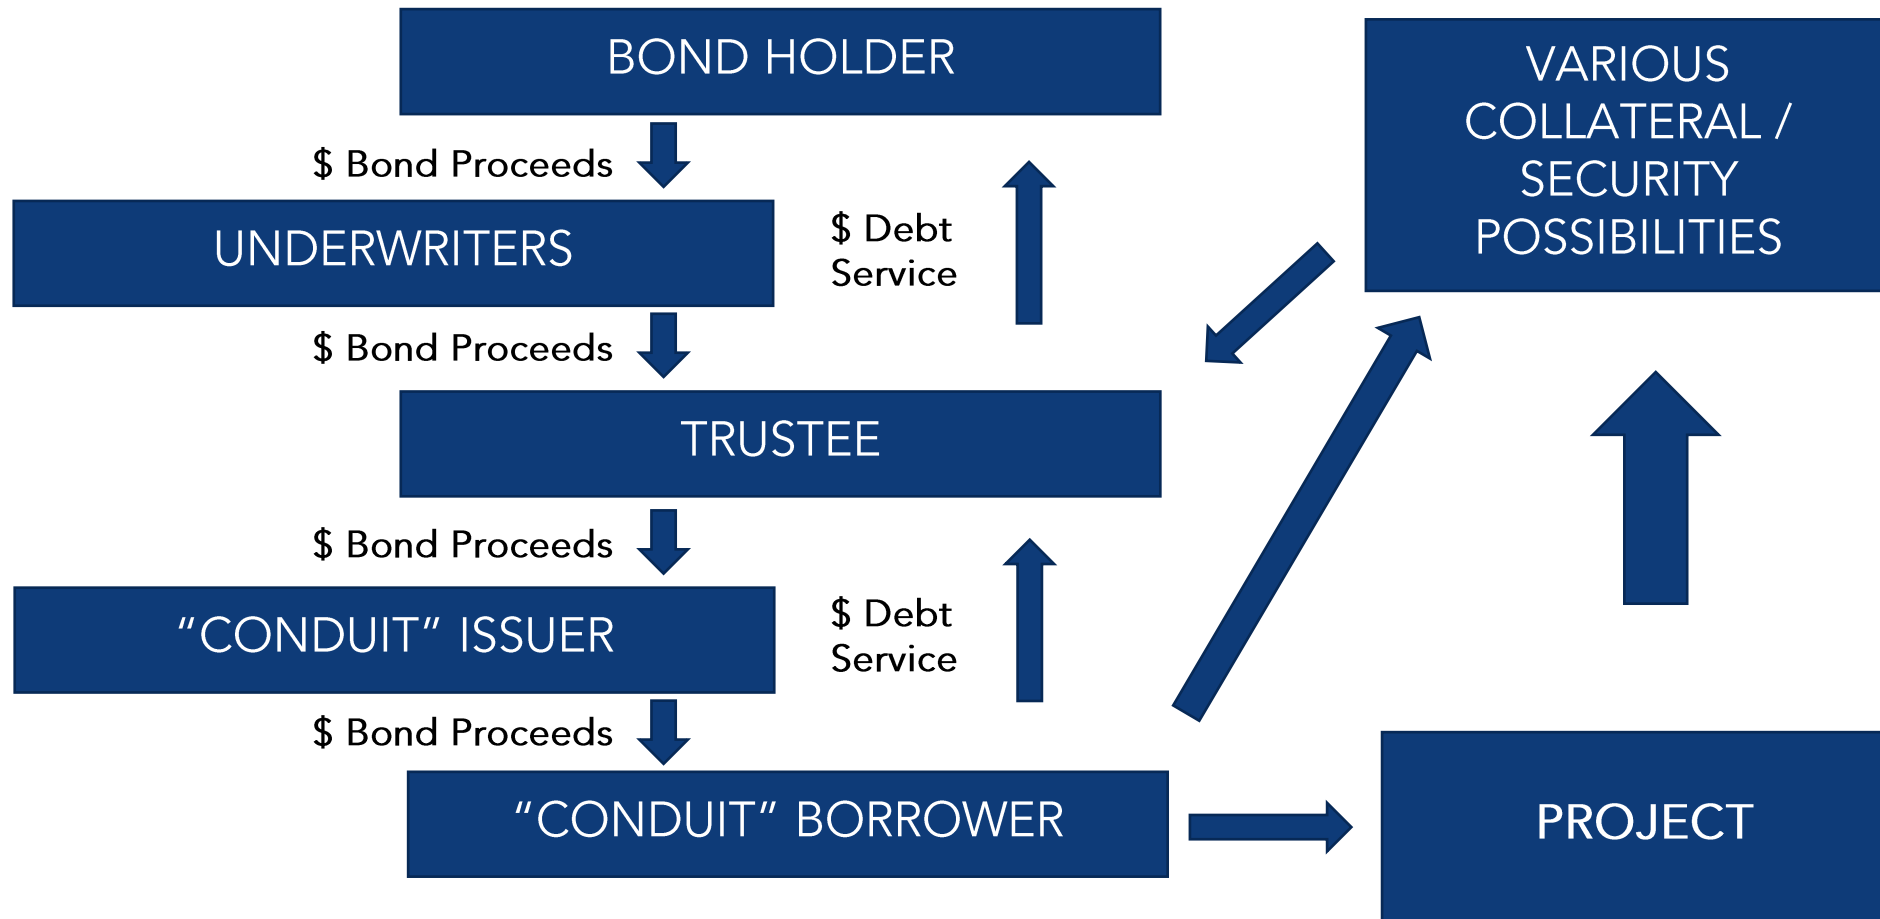 BOND HOLDER
VARIOUS
COLLATERAL /
SECURITY
POSSIBILITIES
$ Bond Proceeds
UNDERWRITERS
$ Debt
Service
$ Bond Proceeds
TRUSTEE
$ Bond Proceeds
“CONDUIT” ISSUER
$ Debt
Service
$ Bond Proceeds
“CONDUIT” BORROWER
PROJECT